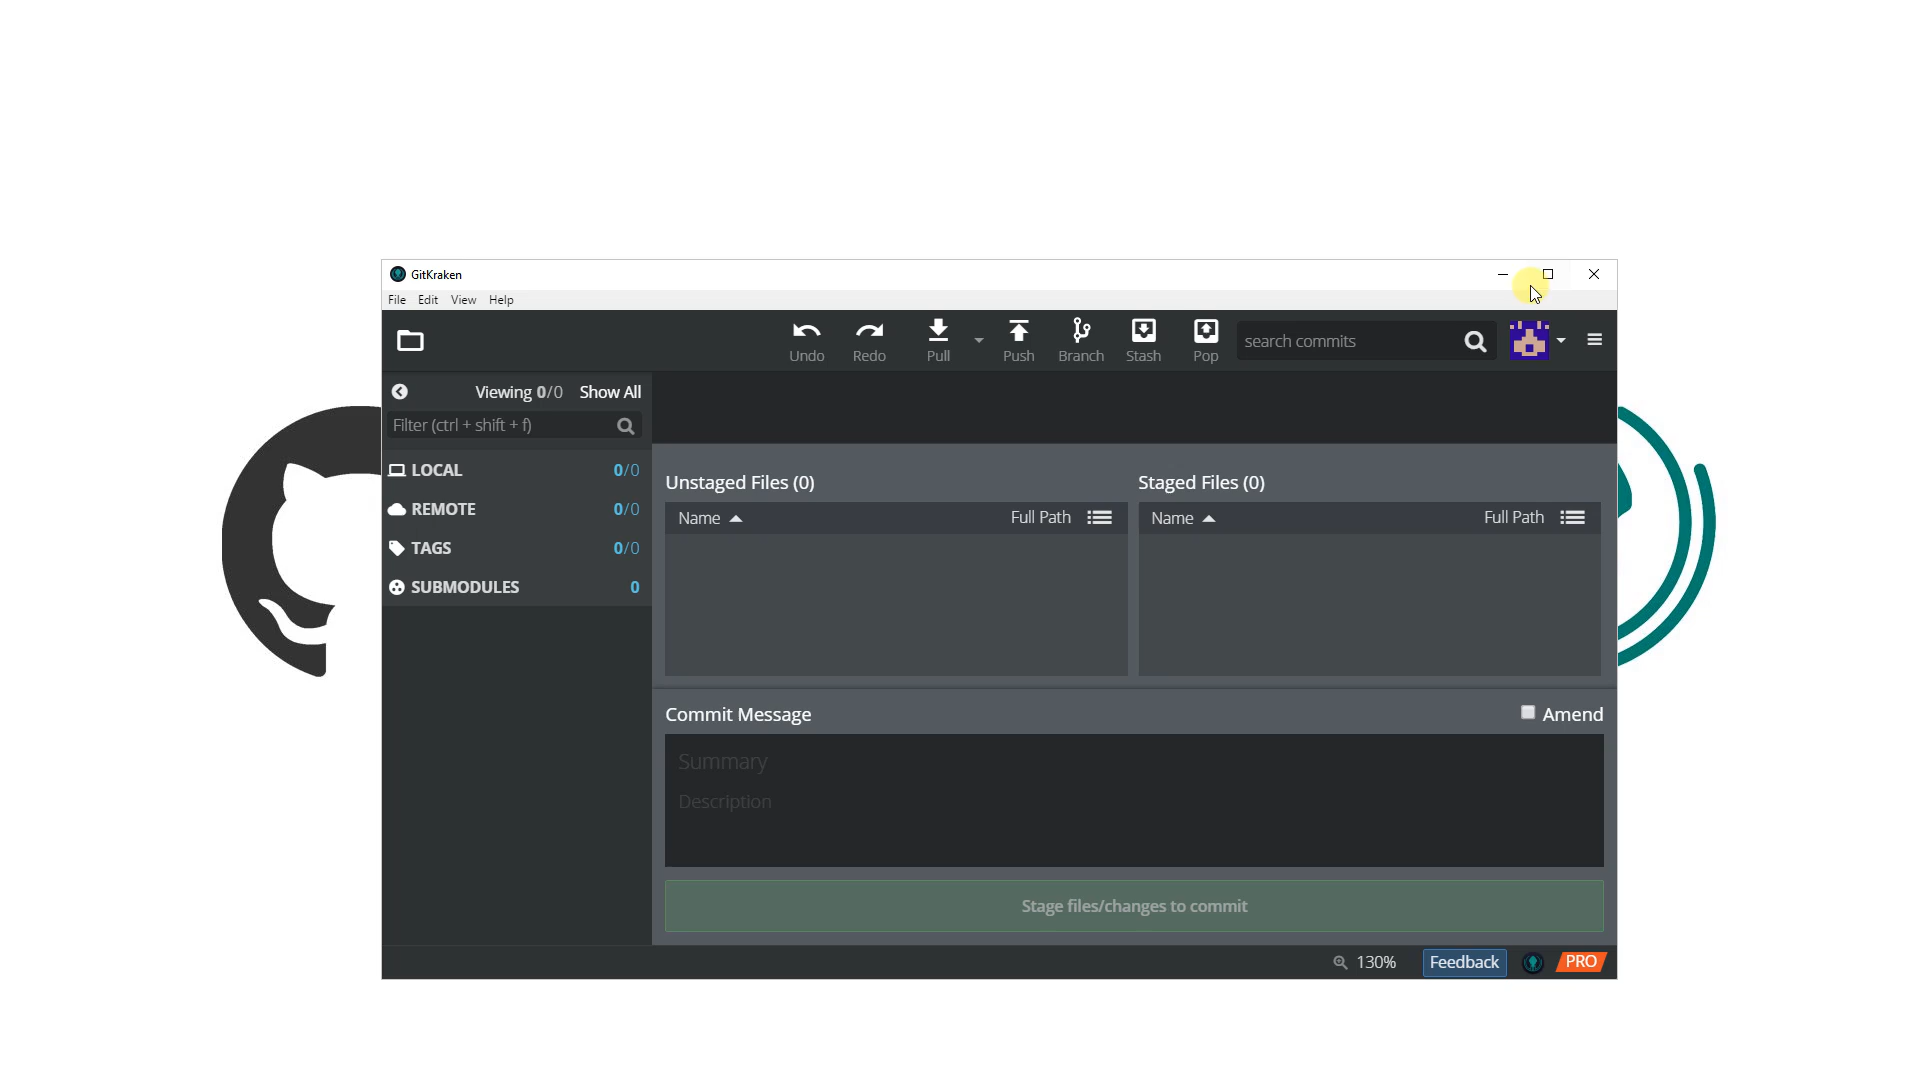 GitKraken
File Edit View Help
Undo Redo Pull Push Branch Stash Pop search commits
Viewing 0/0 Show All
Filter (ctrl + shift + f)
LOCAL 0/0
REMOTE 0/0
TAGS 0/0
SUBMODULES 0
Unstaged Files (0)
Name Full Path
Staged Files (0)
Name Full Path
Commit Message Amend
Summary
Description
Stage files/changes to commit
130% Feedback PRO